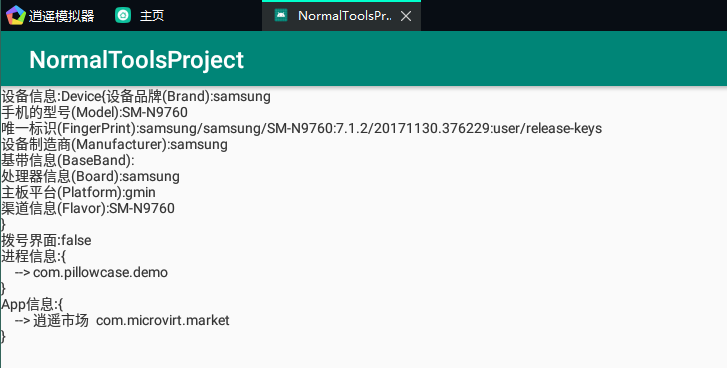 逍遥模拟器 主页 NormalToolsPr...
NormalToolsProject
设备信息:Device{设备品牌(Brand):samsung
手机的型号(Model):SM-N9760
唯一标识(FingerPrint):samsung/samsung/SM-N9760:7.1.2/20171130.376229:user/release-keys
设备制造商(Manufacturer):samsung
基带信息(BaseBand):
处理器信息(Board):samsung
主板平台(Platform):gmin
渠道信息(Flavor):SM-N9760
}
拨号界面:false
进程信息:{
--> com.pillowcase.demo
}
App信息:{
--> 逍遥市场 com.microvirt.market
}